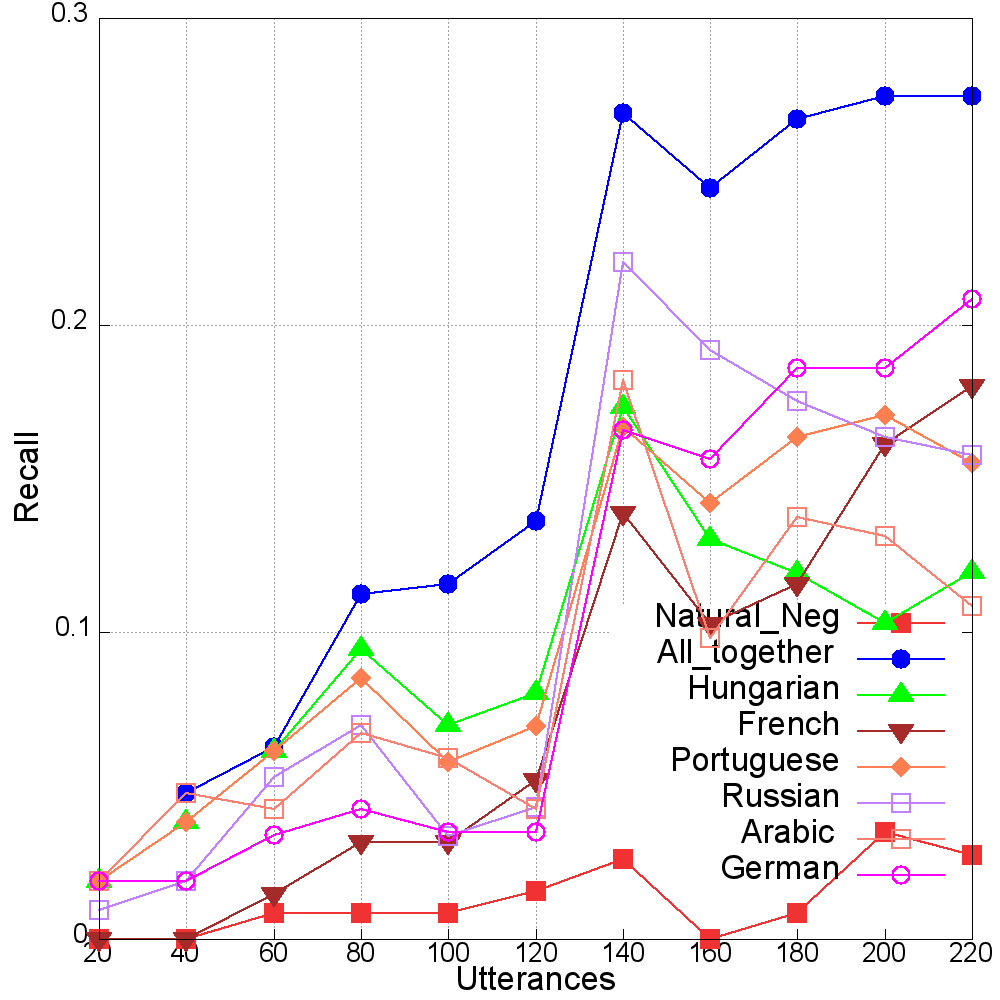 0.3
0.2
0.1
0
Recall
Natural_Neg
All_together
Hungarian
French
Portuguese
Russian
Arabic
German
20 40 60 80 100 120 140 160 180 200 220
Utterances